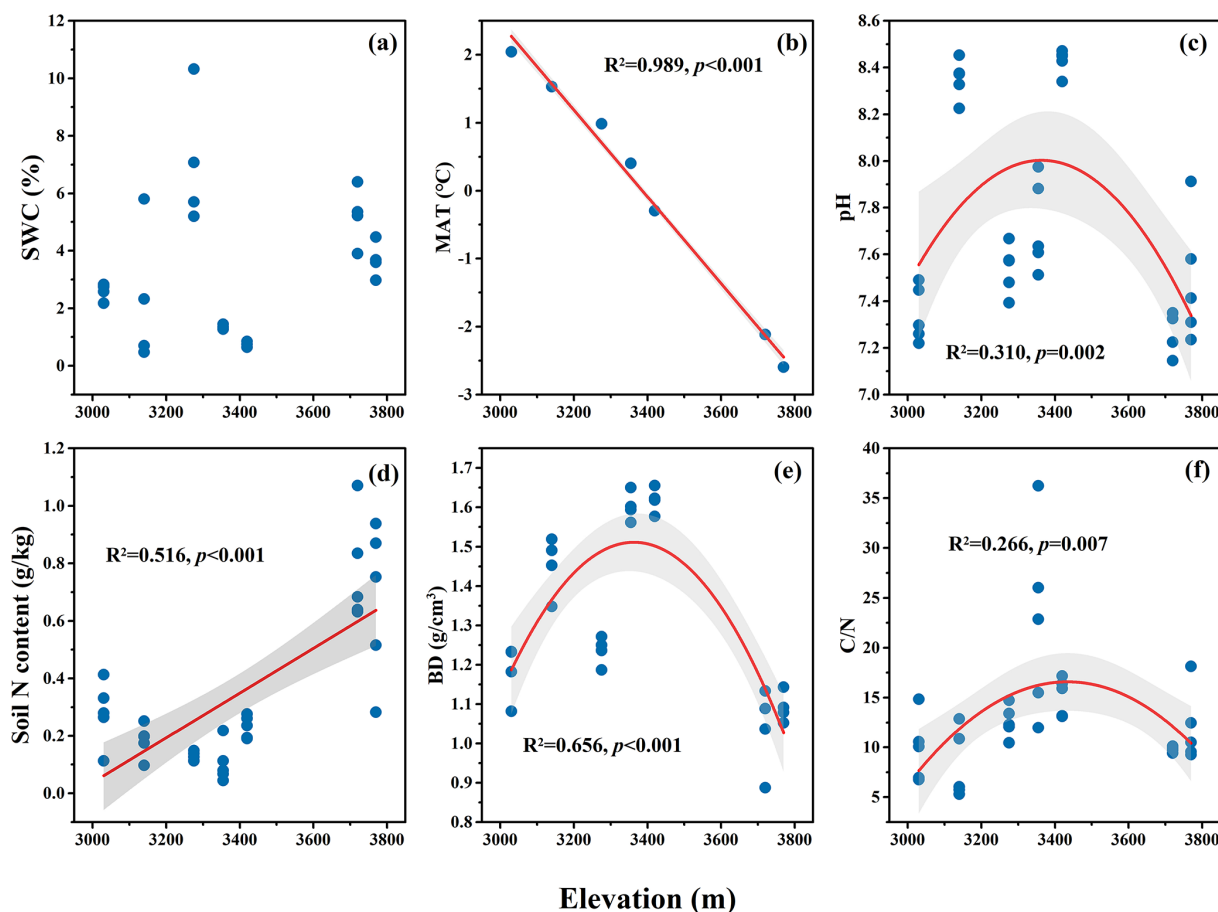 (a)
SWC (%)
12
10
8
6
4
2
0
3000 3200 3400 3600 3800
(b)
R²=0.989, p<0.001
MAT (°C)
2
1
0
-1
-2
-3
3000 3200 3400 3600 3800
(c)
R²=0.310, p=0.002
pH
8.6
8.4
8.2
8.0
7.8
7.6
7.4
7.2
7.0
3000 3200 3400 3600 3800
(d)
R²=0.516, p<0.001
Soil N content (g/kg)
1.2
1.0
0.8
0.6
0.4
0.2
0.0
3000 3200 3400 3600 3800
(e)
R²=0.656, p<0.001
BD (g/cm³)
1.7
1.6
1.5
1.4
1.3
1.2
1.1
1.0
0.9
0.8
3000 3200 3400 3600 3800
(f)
R²=0.266, p=0.007
C/N
40
35
30
25
20
15
10
5
3000 3200 3400 3600 3800
Elevation (m)